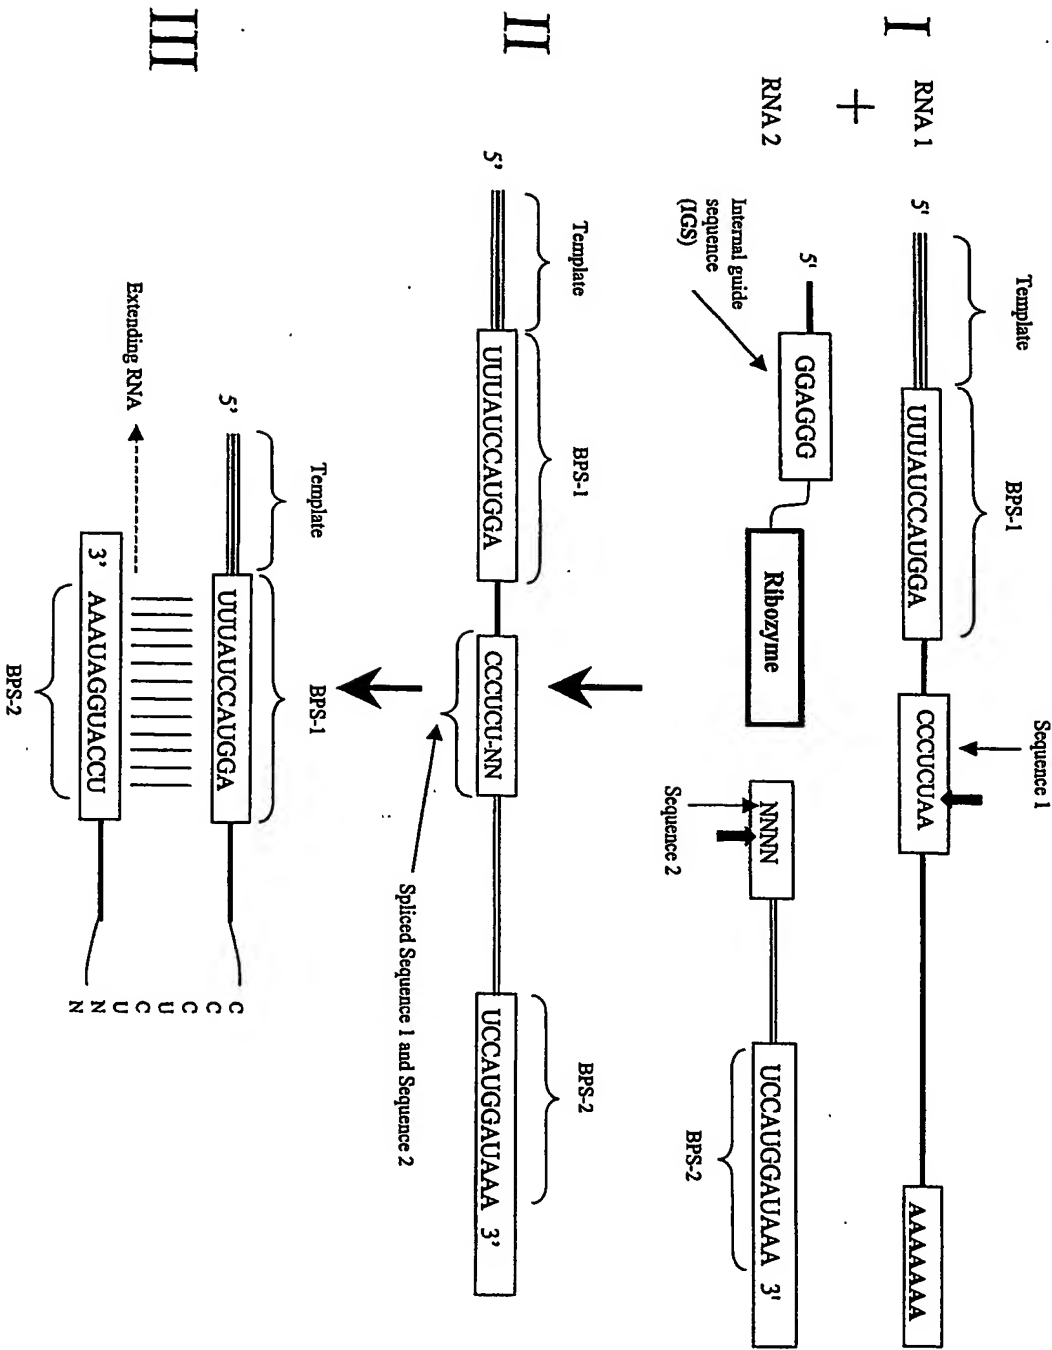 I
RNA 1
+
RNA 2
5'
Template
BPS-1
UUUAUCCAUGGA
Sequence 1
CCCUCUAA
AAAAAAA
Internal guide
sequence
(IGS)
5'
GGAGGG
Ribozyme
NNNN
Sequence 2
UCCAUGGAUAAA 3'
BPS-2
II
5'
Template
BPS-1
UUUAUCCAUGGA
CCCUCU-NN
Spliced Sequence 1 and Sequence 2
BPS-2
UCCAUGGAUAAA 3'
III
5'
Template
BPS-1
UUUAUCCAUGGA
Extending RNA
3' AAAUAGGUACCU
BPS-2
C
C
C
U
C
U
N
N